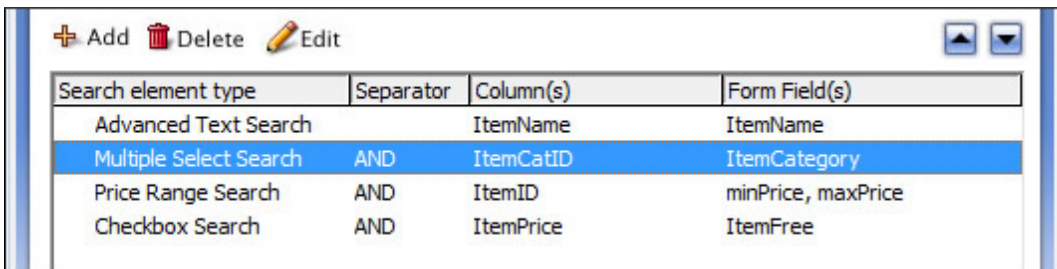 Add Delete Edit
Search element type Separator Column(s) Form Field(s)
Advanced Text Search ItemName ItemName
Multiple Select Search AND ItemCatID ItemCategory
Price Range Search AND ItemID minPrice, maxPrice
Checkbox Search AND ItemPrice ItemFree